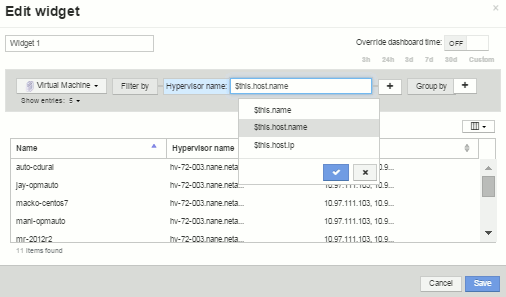 Edit widget ×
Widget 1
Override dashboard time: OFF
3h 24h 3d 7d 30d Custom
Virtual Machine Filter by Hypervisor name: $this.host.name + Group by +
Show entries: 5
$this.name
$this.host.name
$this.host.ip
Name Hypervisor name
auto-cdural hv-72-003.nane.neta...
jay-opmauto hv-72-003.nane.neta... 10.97.111.103, 10.9...
macko-centos7 hv-72-003.nane.neta... 10.97.111.103, 10.9...
mani-opmauto hv-72-003.nane.neta... 10.97.111.103, 10.9...
mr-2012r2 hv-72-003.nane.neta... 10.97.111.103, 10.9...
11 items found
Cancel Save